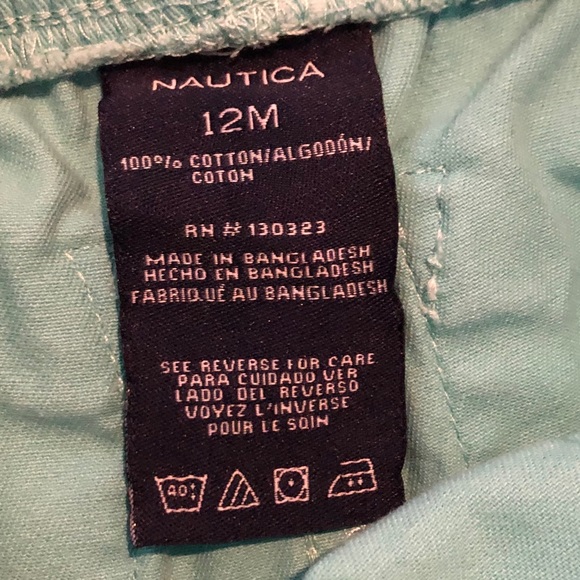 NAUTICA
12M
100% COTTON/ALGODÓN/
COTON
RN # 130323
MADE IN BANGLADESH
HECHO EN BANGLADESH
FABRIQUÉ AU BANGLADESH
SEE REVERSE FOR CARE
PARA CUIDADO VER
LADO DEL REVERSO
VOYEZ L'INVERSE
POUR LE SOIN
40